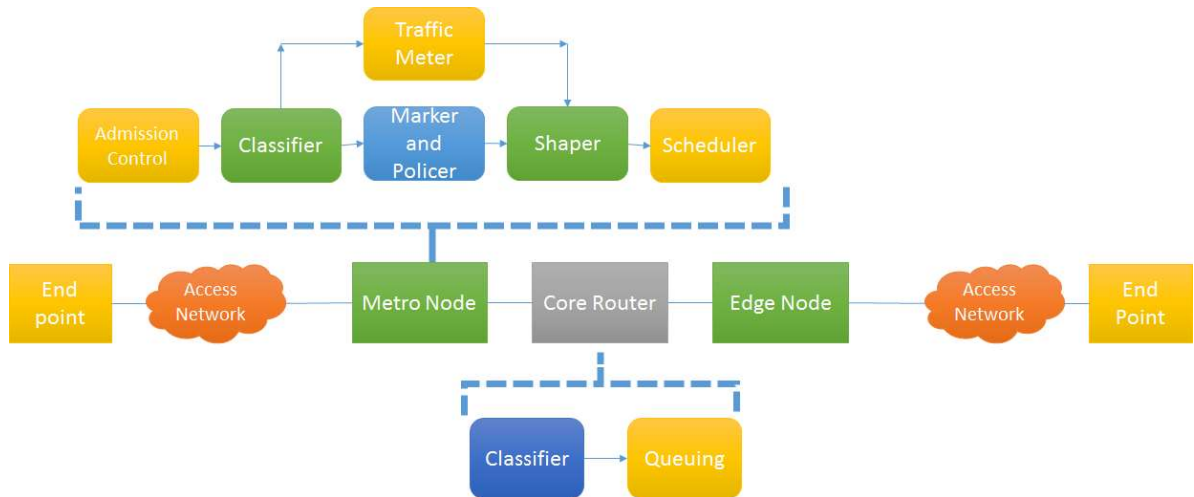 Traffic
Meter
Admission
Control
Classifier
Marker
and
Policer
Shaper
Scheduler
End
point
Access
Network
Metro Node
Core Router
Edge Node
Access
Network
End
Point
Classifier
Queuing